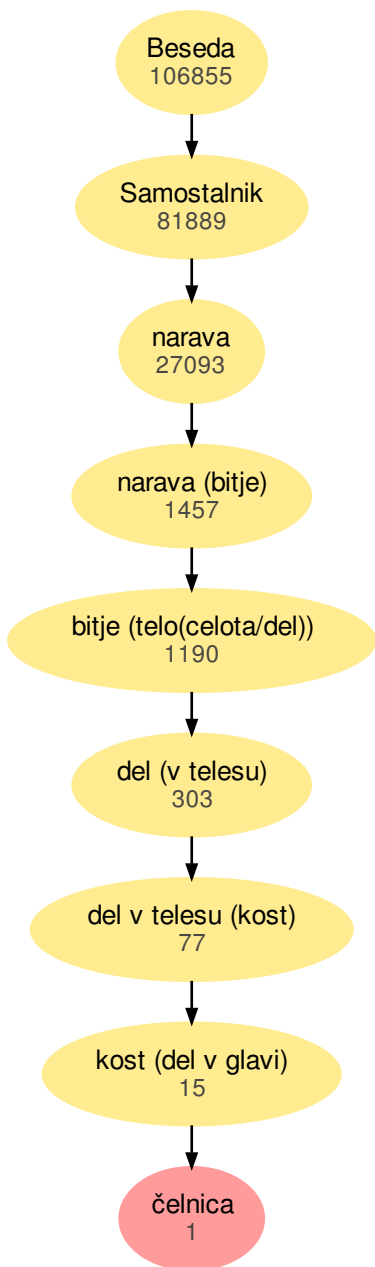 Beseda
106855
Samostalnik
81889
narava
27093
narava (bitje)
1457
bitje (telo(celota/del))
1190
del (v telesu)
303
del v telesu (kost)
77
kost (del v glavi)
15
čelnica
1